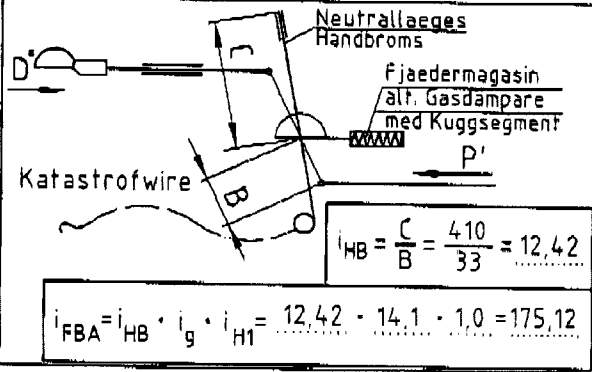 Neutrallaeges
Handbroms
D"
C
Fjaedermagasin
alt. Gasdampare
med Kuggsegment
P'
Katastrofwire
B
i_HB = C/B = 410/33 = 12,42
i_FBA = i_HB · i_g · i_H1 = 12,42 · 14,1 · 1,0 = 175,12